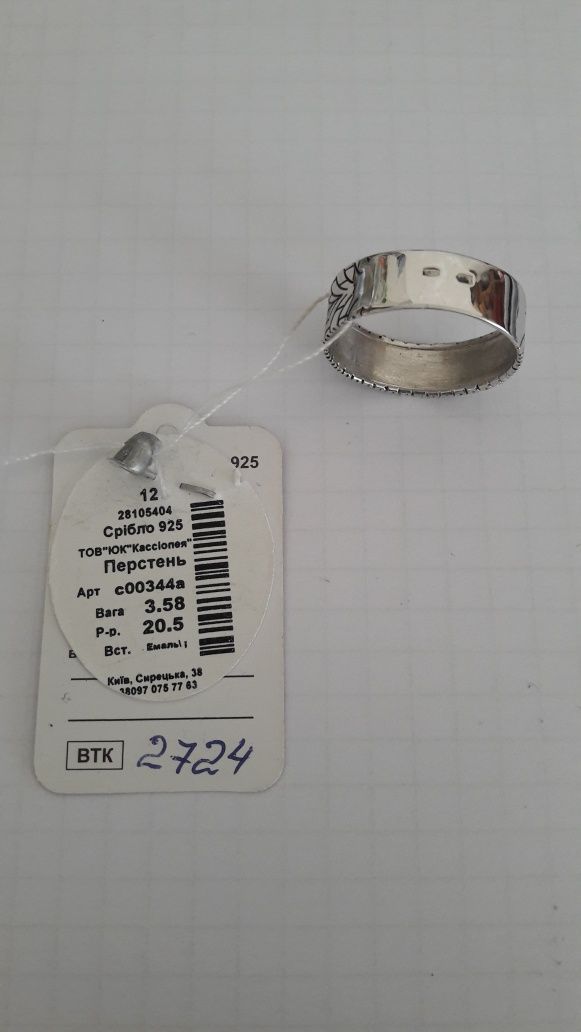 925
12
28105404
Срібло 925
ТОВ"ЮК"Кассіопея"
Перстень
Арт с00344а
Вага 3.58
Р-р. 20.5
Вст. Емаль\;
Київ, Сирецька, 38
38097 075 77 63
ВТК 2724